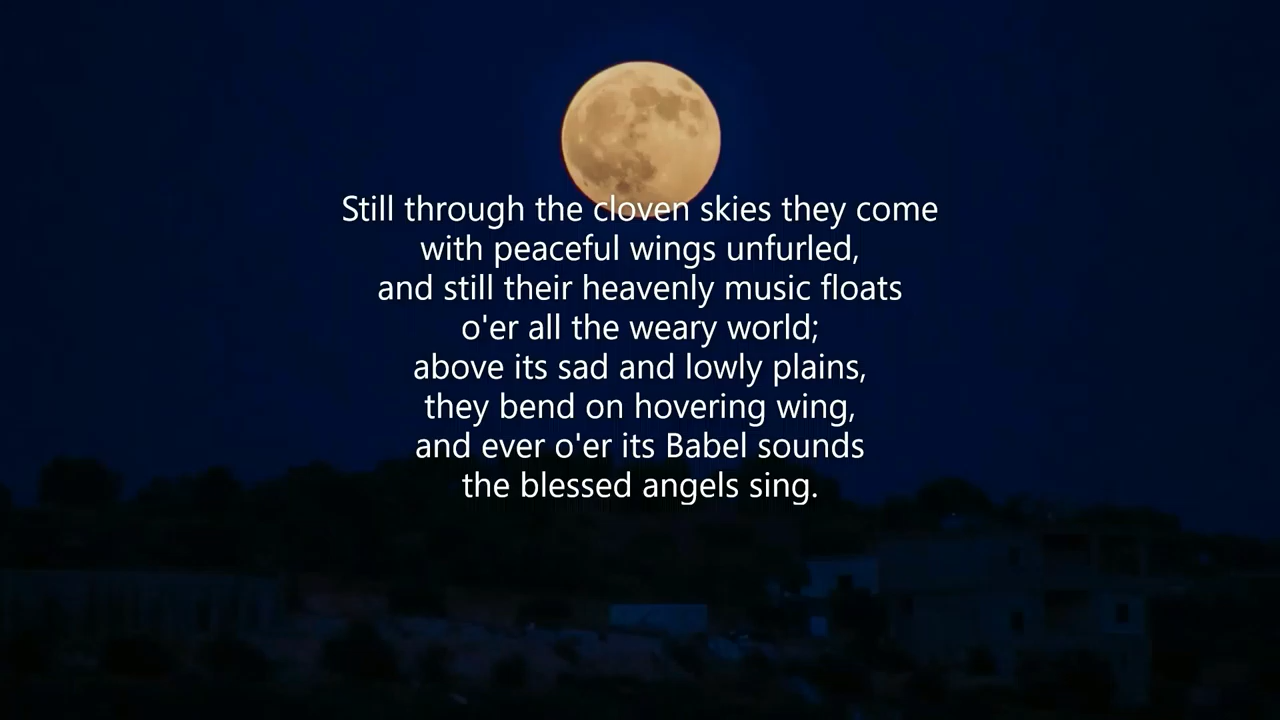 Still through the cloven skies they come
with peaceful wings unfurled,
and still their heavenly music floats
o'er all the weary world;
above its sad and lowly plains,
they bend on hovering wing,
and ever o'er its Babel sounds
the blessed angels sing.